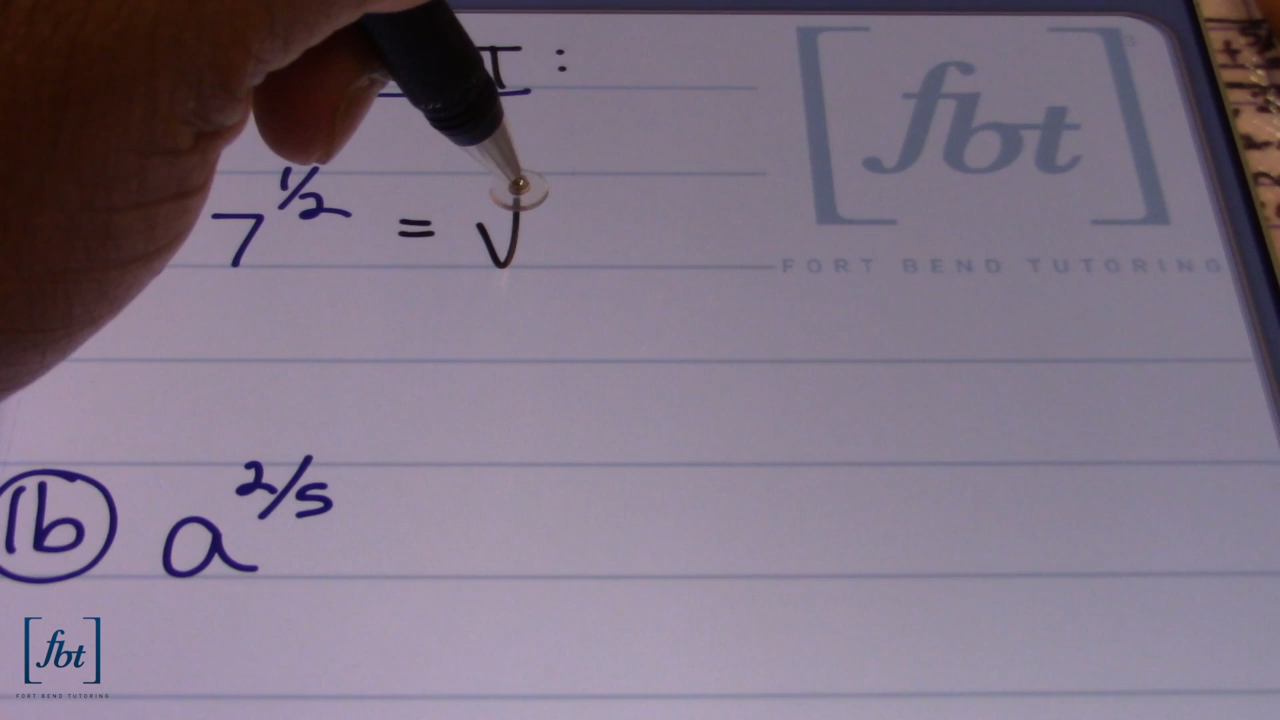 fbt
FORT BEND TUTORING
7^{1/2} = √
1b a^{2/5}
fbt
FORT BEND TUTORING